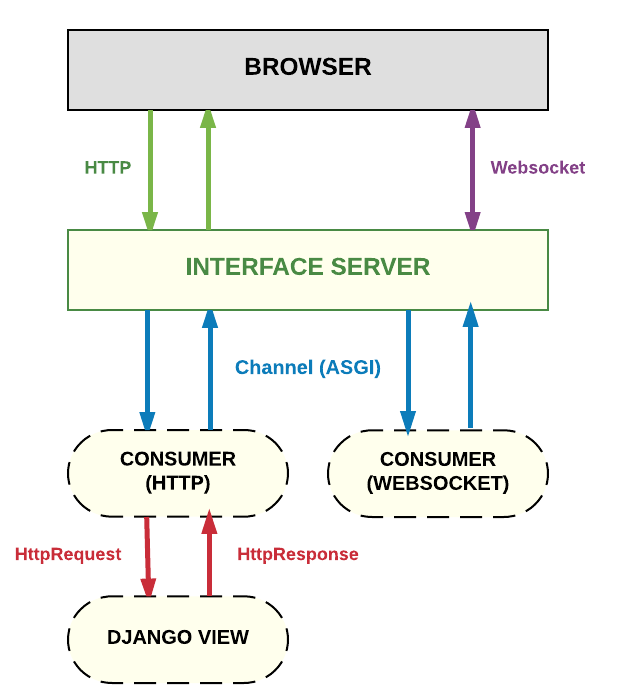 BROWSER
HTTP
Websocket
INTERFACE SERVER
Channel (ASGI)
CONSUMER
(HTTP)
CONSUMER
(WEBSOCKET)
HttpRequest
HttpResponse
DJANGO VIEW